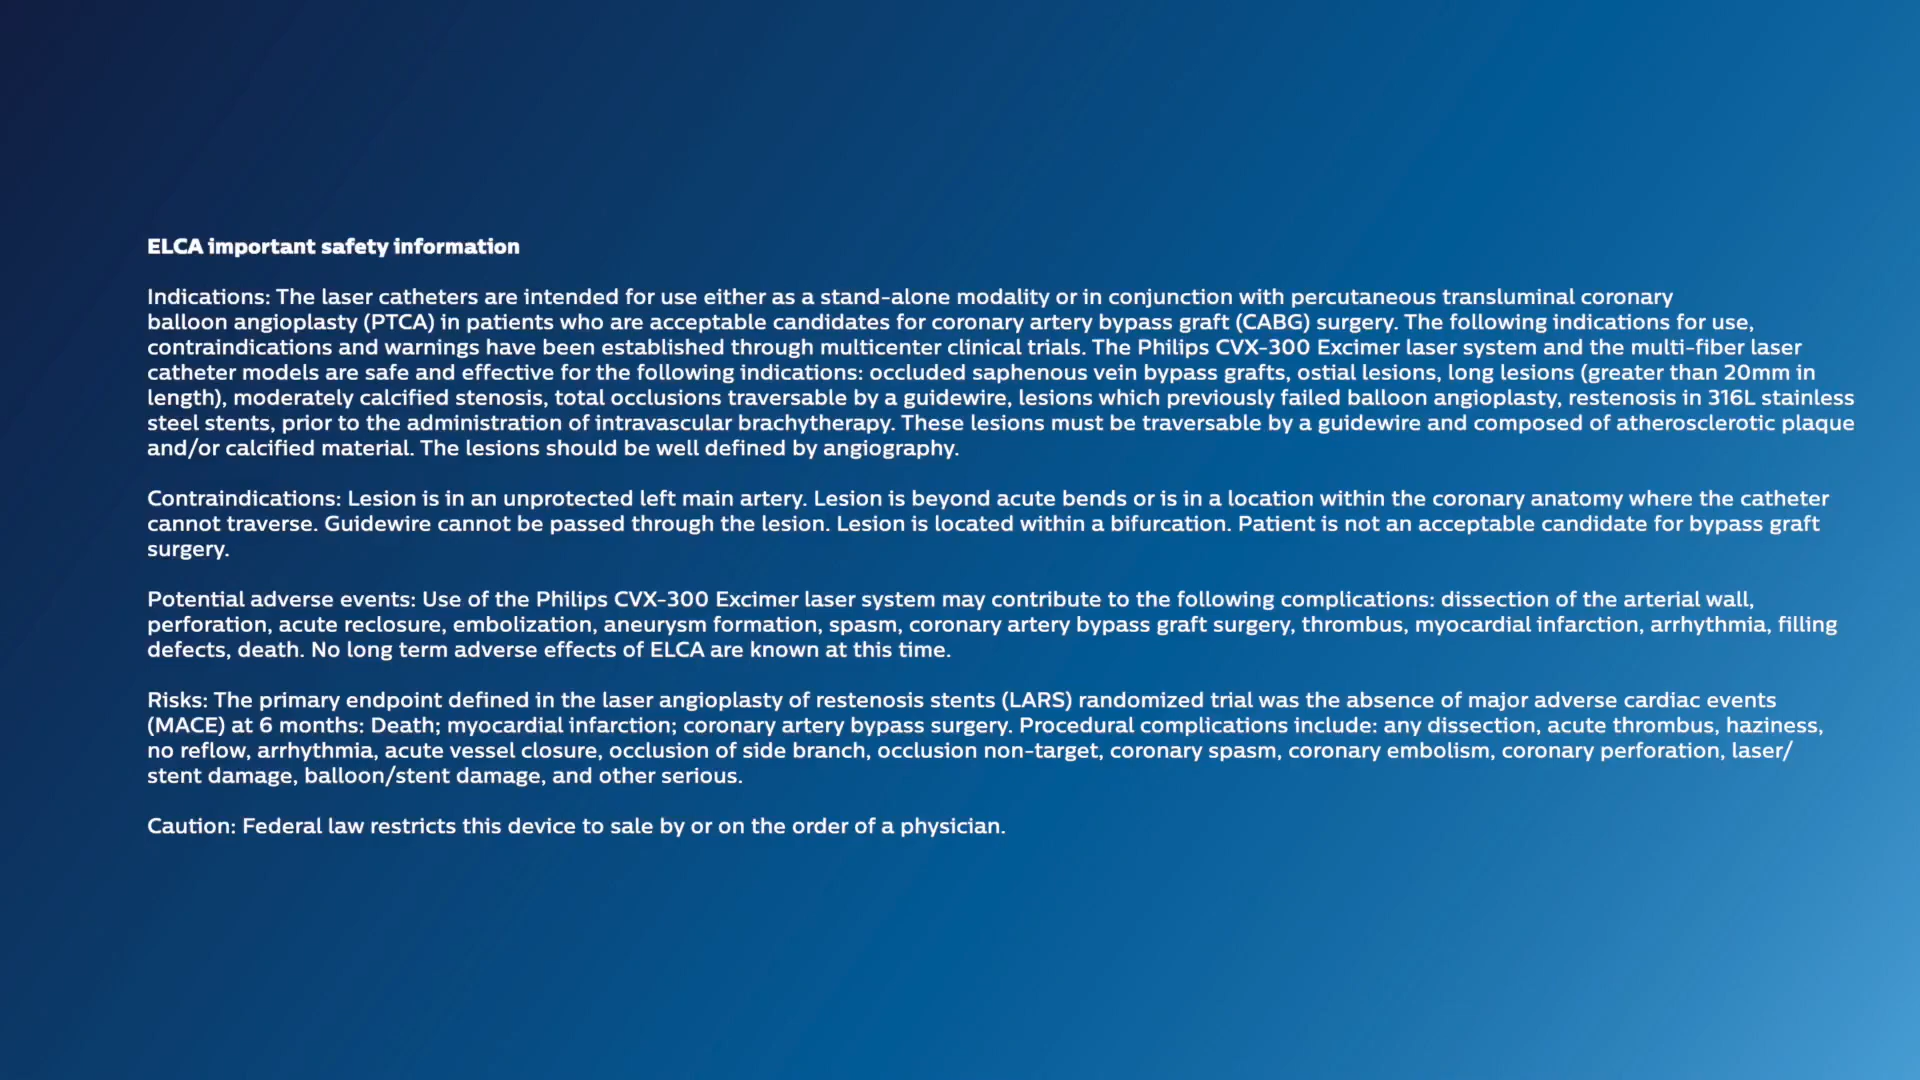 ELCA important safety information
Indications: The laser catheters are intended for use either as a stand-alone modality or in conjunction with percutaneous transluminal coronary
balloon angioplasty (PTCA) in patients who are acceptable candidates for coronary artery bypass graft (CABG) surgery. The following indications for use,
contraindications and warnings have been established through multicenter clinical trials. The Philips CVX-300 Excimer laser system and the multi-fiber laser
catheter models are safe and effective for the following indications: occluded saphenous vein bypass grafts, ostial lesions, long lesions (greater than 20mm in
length), moderately calcified stenosis, total occlusions traversable by a guidewire, lesions which previously failed balloon angioplasty, restenosis in 316L stainless
steel stents, prior to the administration of intravascular brachytherapy. These lesions must be traversable by a guidewire and composed of atherosclerotic plaque
and/or calcified material. The lesions should be well defined by angiography.
Contraindications: Lesion is in an unprotected left main artery. Lesion is beyond acute bends or is in a location within the coronary anatomy where the catheter
cannot traverse. Guidewire cannot be passed through the lesion. Lesion is located within a bifurcation. Patient is not an acceptable candidate for bypass graft
surgery.
Potential adverse events: Use of the Philips CVX-300 Excimer laser system may contribute to the following complications: dissection of the arterial wall,
perforation, acute reclosure, embolization, aneurysm formation, spasm, coronary artery bypass graft surgery, thrombus, myocardial infarction, arrhythmia, filling
defects, death. No long term adverse effects of ELCA are known at this time.
Risks: The primary endpoint defined in the laser angioplasty of restenosis stents (LARS) randomized trial was the absence of major adverse cardiac events
(MACE) at 6 months: Death; myocardial infarction; coronary artery bypass surgery. Procedural complications include: any dissection, acute thrombus, haziness,
no reflow, arrhythmia, acute vessel closure, occlusion of side branch, occlusion non-target, coronary spasm, coronary embolism, coronary perforation, laser/
stent damage, balloon/stent damage, and other serious.
Caution: Federal law restricts this device to sale by or on the order of a physician.